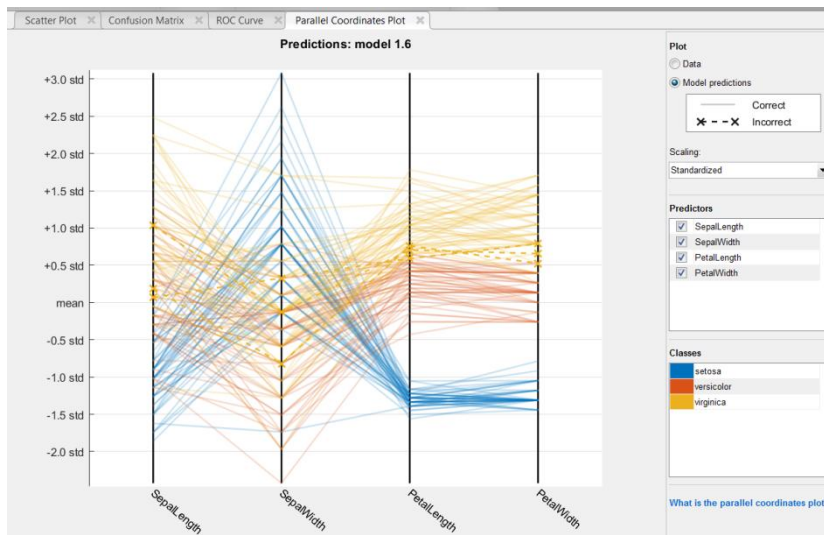 Scatter Plot
Confusion Matrix
ROC Curve
Parallel Coordinates Plot
Predictions: model 1.6
+3.0 std
+2.5 std
+2.0 std
+1.5 std
+1.0 std
+0.5 std
mean
-0.5 std
-1.0 std
-1.5 std
-2.0 std
SepalLength
SepalWidth
PetalLength
PetalWidth
Plot
Data
Model predictions
Correct
Incorrect
Scaling:
Standardized
Predictors
SepalLength
SepalWidth
PetalLength
PetalWidth
Classes
setosa
versicolor
virginica
What is the parallel coordinates plot